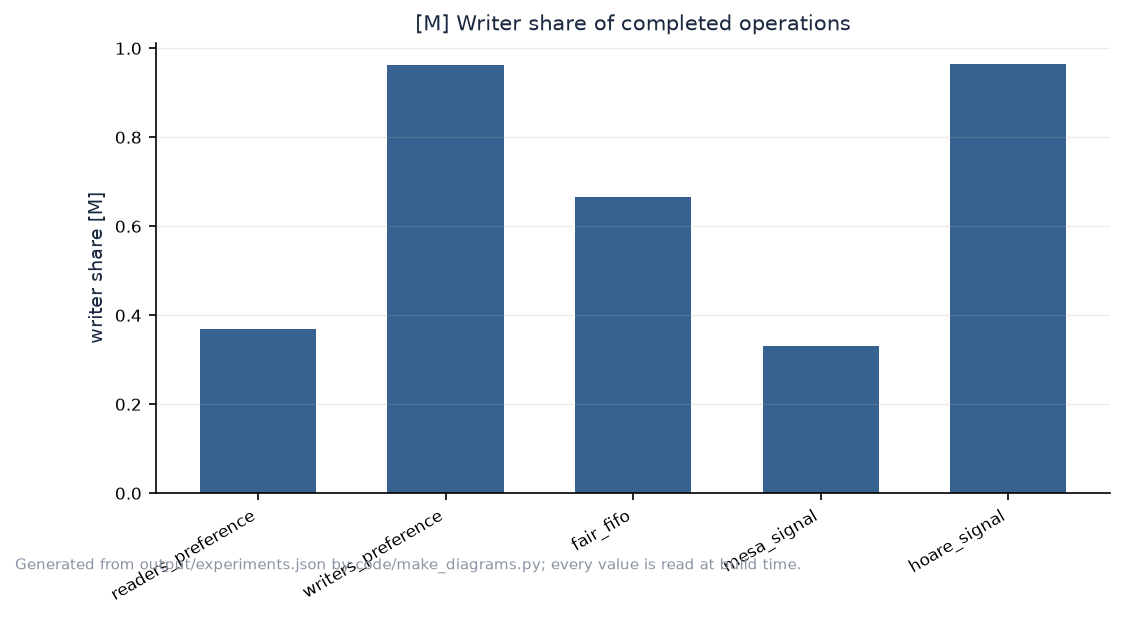 [M] Writer share of completed operations
writer share [M]
1.0
0.8
0.6
0.4
0.2
0.0
readers_preference
writers_preference
fair_fifo
mesa_signal
hoare_signal
Generated from output/experiments.json by code/make_diagrams.py; every value is read at build time.